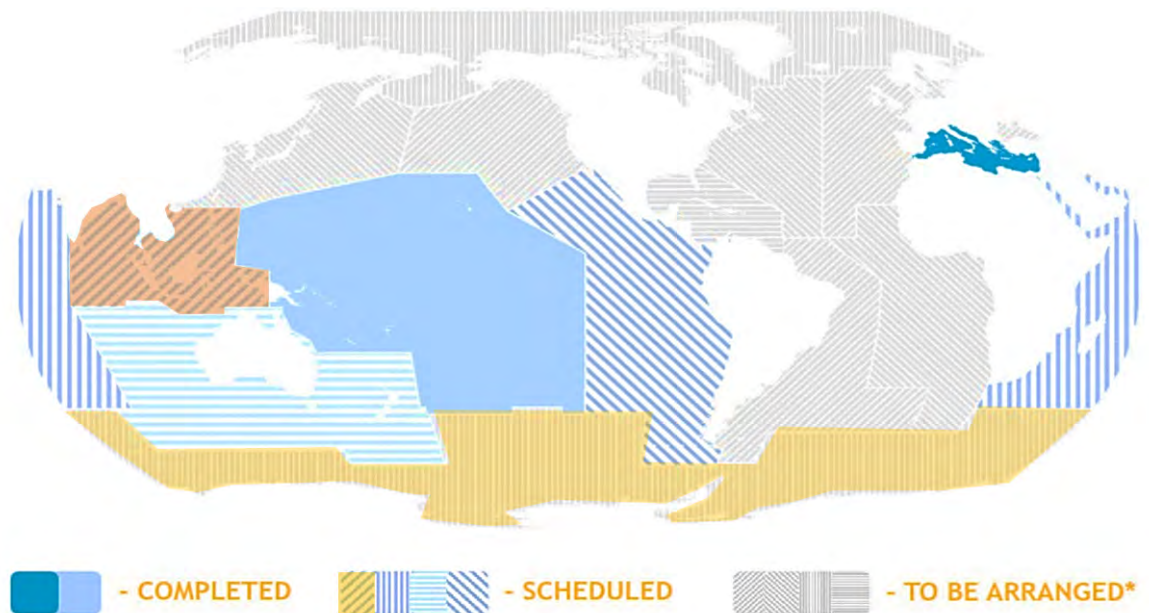 - COMPLETED
- SCHEDULED
- TO BE ARRANGED*